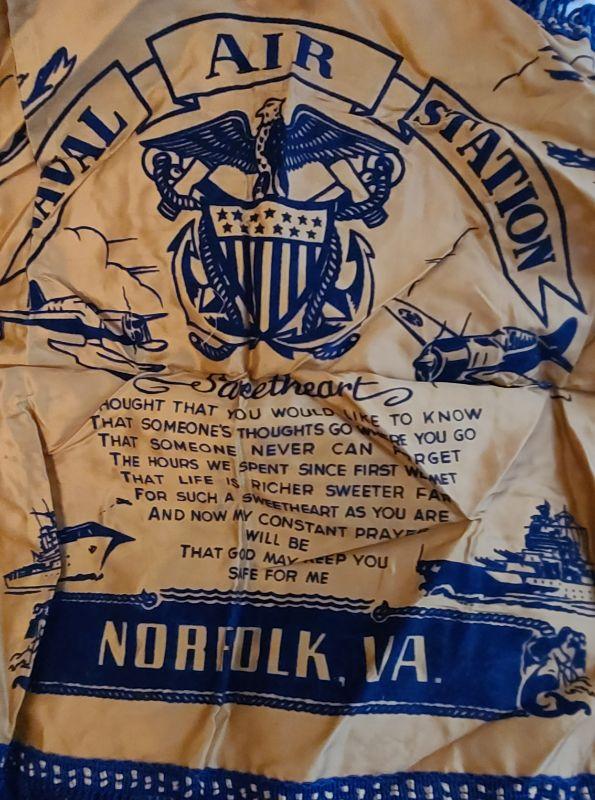 NAVAL AIR STATION
Sweetheart
THOUGHT THAT YOU WOULD LIKE TO KNOW
THAT SOMEONE'S THOUGHTS GO WHERE YOU GO
THAT SOMEONE NEVER CAN FORGET
THE HOURS WE SPENT SINCE FIRST WE MET
THAT LIFE IS RICHER SWEETER FAR
FOR SUCH A SWEETHEART AS YOU ARE
AND NOW MY CONSTANT PRAYER
WILL BE
THAT GOD MAY KEEP YOU
SAFE FOR ME
NORFOLK, VA.